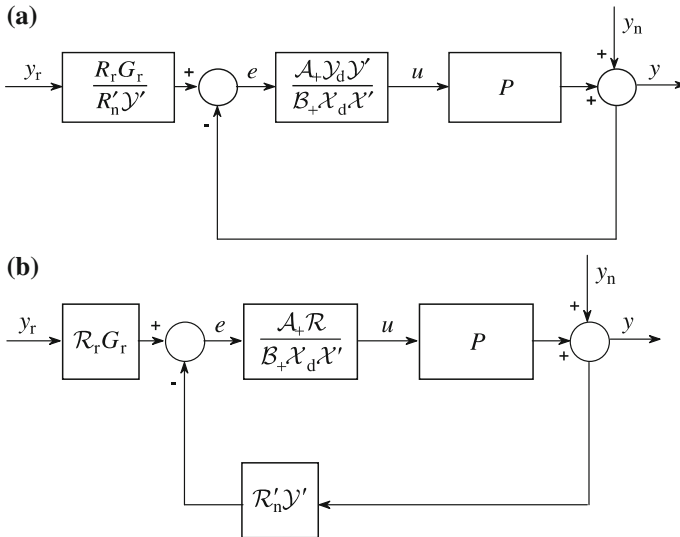 (a)
y_n
y_r
R_r G_r / R'_n 𝒴'
+
-
e
𝒜_+ 𝒴_d 𝒴' / ℬ_+ 𝒳_d 𝒳'
u
P
+
+
y
(b)
y_n
y_r
ℛ_r G_r
+
-
e
𝒜_+ ℛ / ℬ_+ 𝒳_d 𝒳'
u
P
+
+
y
ℛ'_n 𝒴'